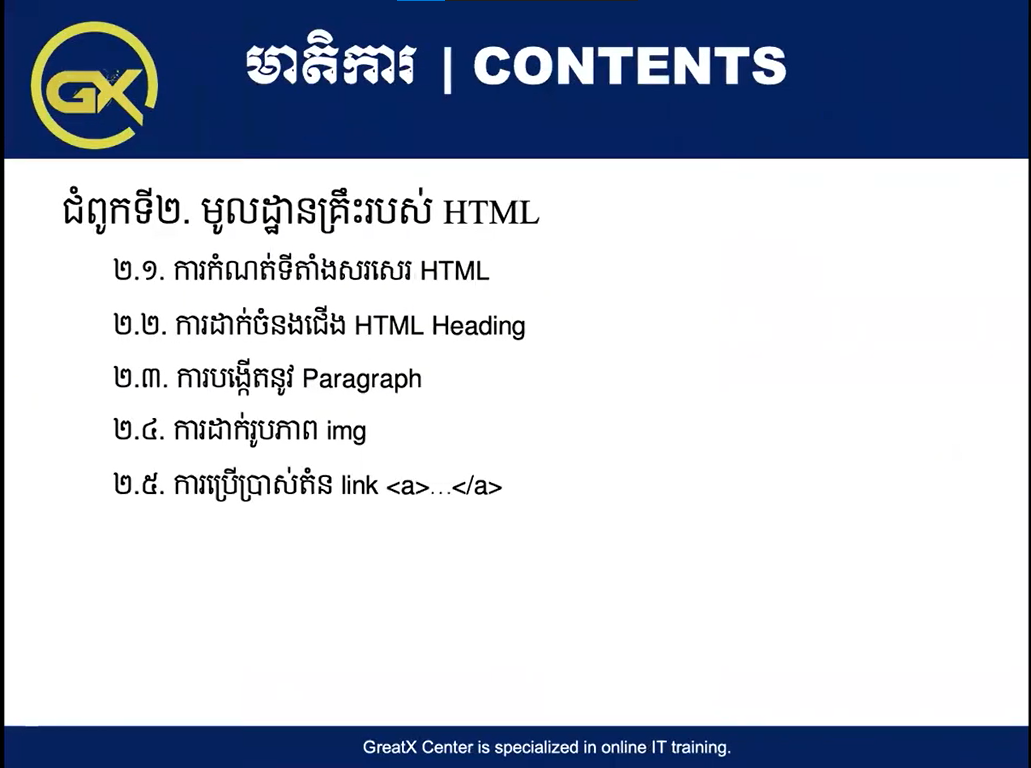 GX
មាតិការ | CONTENTS
ជំពូកទី២. មូលដ្ឋានគ្រឹះរបស់ HTML
២.១. ការកំណត់ទីតាំងសរសេរ HTML
២.២. ការដាក់ចំនងជើង HTML Heading
២.៣. ការបង្កើតនូវ Paragraph
២.៤. ការដាក់រូបភាព img
២.៥. ការប្រើប្រាស់តំន link <a>…</a>
GreatX Center is specialized in online IT training.